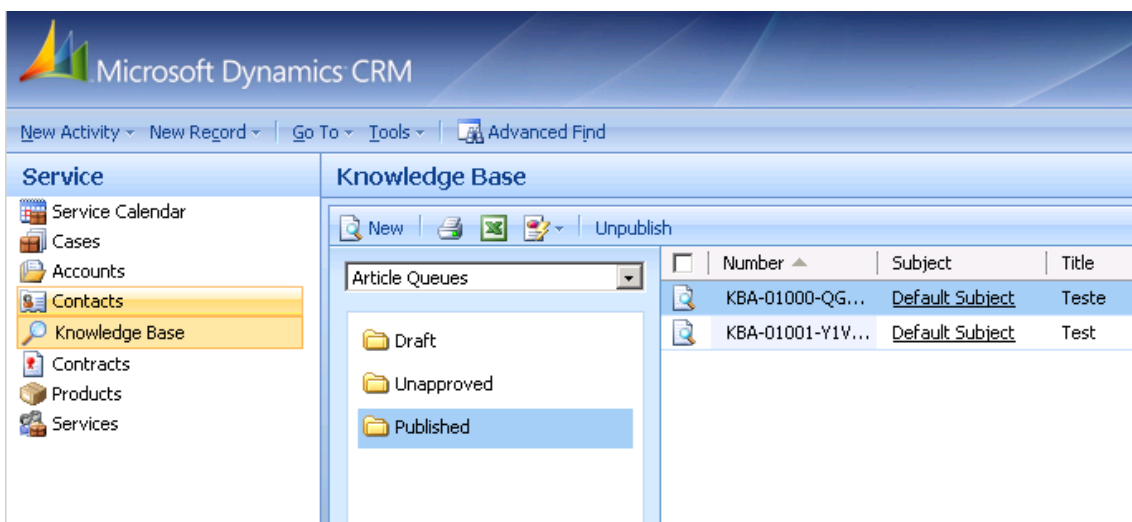 Microsoft Dynamics CRM
New Activity New Record Go To Tools Advanced Find
Service
Service Calendar
Cases
Accounts
Contacts
Knowledge Base
Contracts
Products
Services
Knowledge Base
New Unpublish
Article Queues
Draft
Unapproved
Published
Number Subject Title
KBA-01000-QG... Default Subject Teste
KBA-01001-Y1V... Default Subject Test